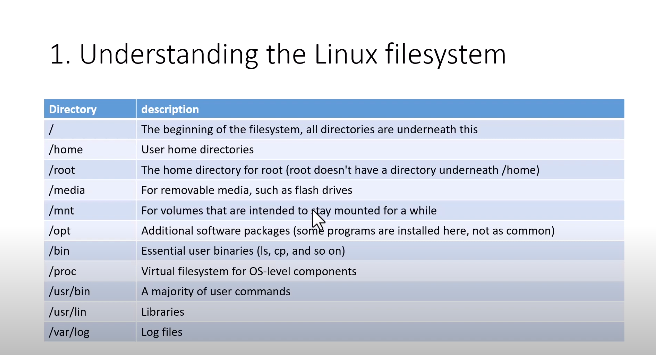 1. Understanding the Linux filesystem
Directory description
/ The beginning of the filesystem, all directories are underneath this
/home User home directories
/root The home directory for root (root doesn't have a directory underneath /home)
/media For removable media, such as flash drives
/mnt For volumes that are intended to stay mounted for a while
/opt Additional software packages (some programs are installed here, not as common)
/bin Essential user binaries (ls, cp, and so on)
/proc Virtual filesystem for OS-level components
/usr/bin A majority of user commands
/usr/lin Libraries
/var/log Log files